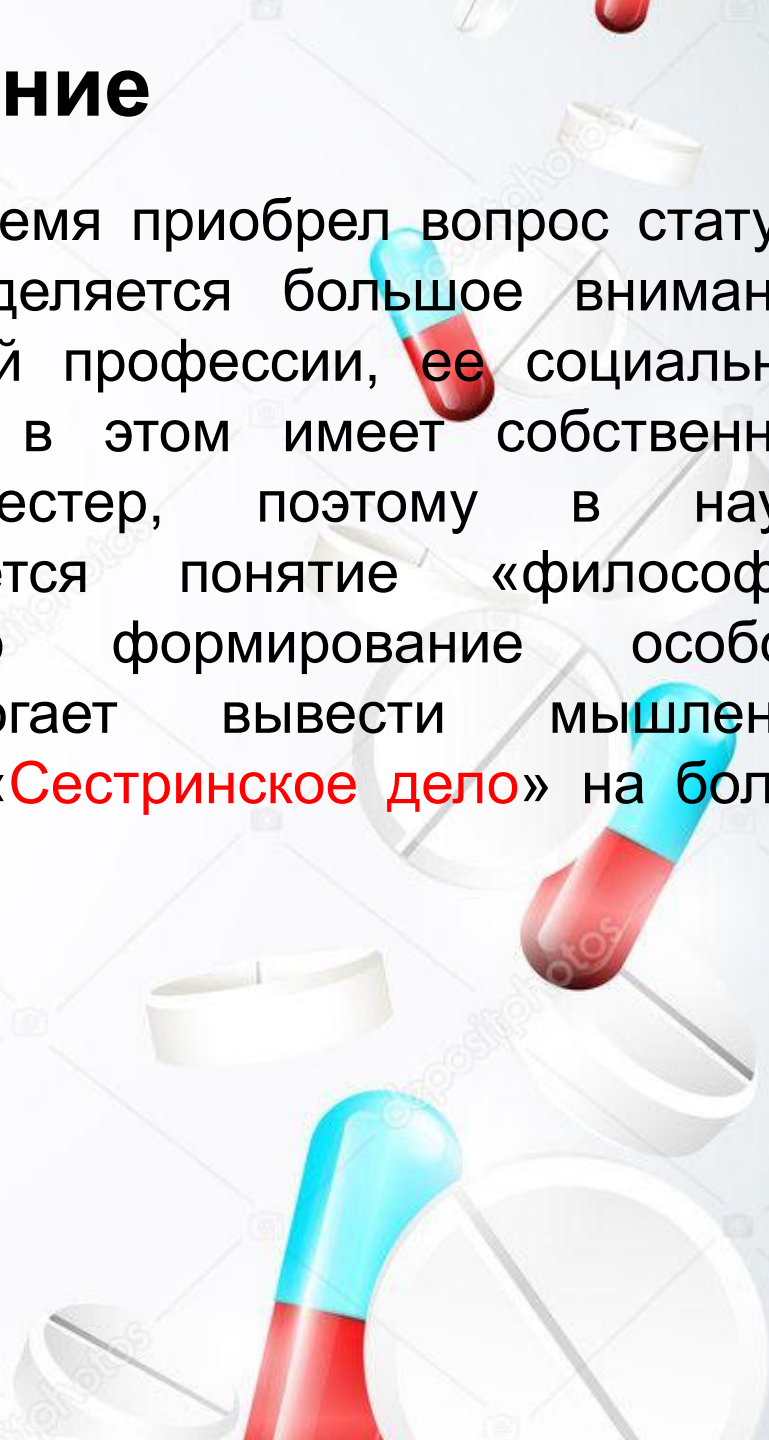 ние
емя приобрел вопрос стату
деляется большое вниман
й профессии, ее социальн
в этом имеет собственн
естер, поэтому в нау
ется понятие «философ
о формирование особо
огает вывести мышлен
«Сестринское дело» на бол
depositphotos